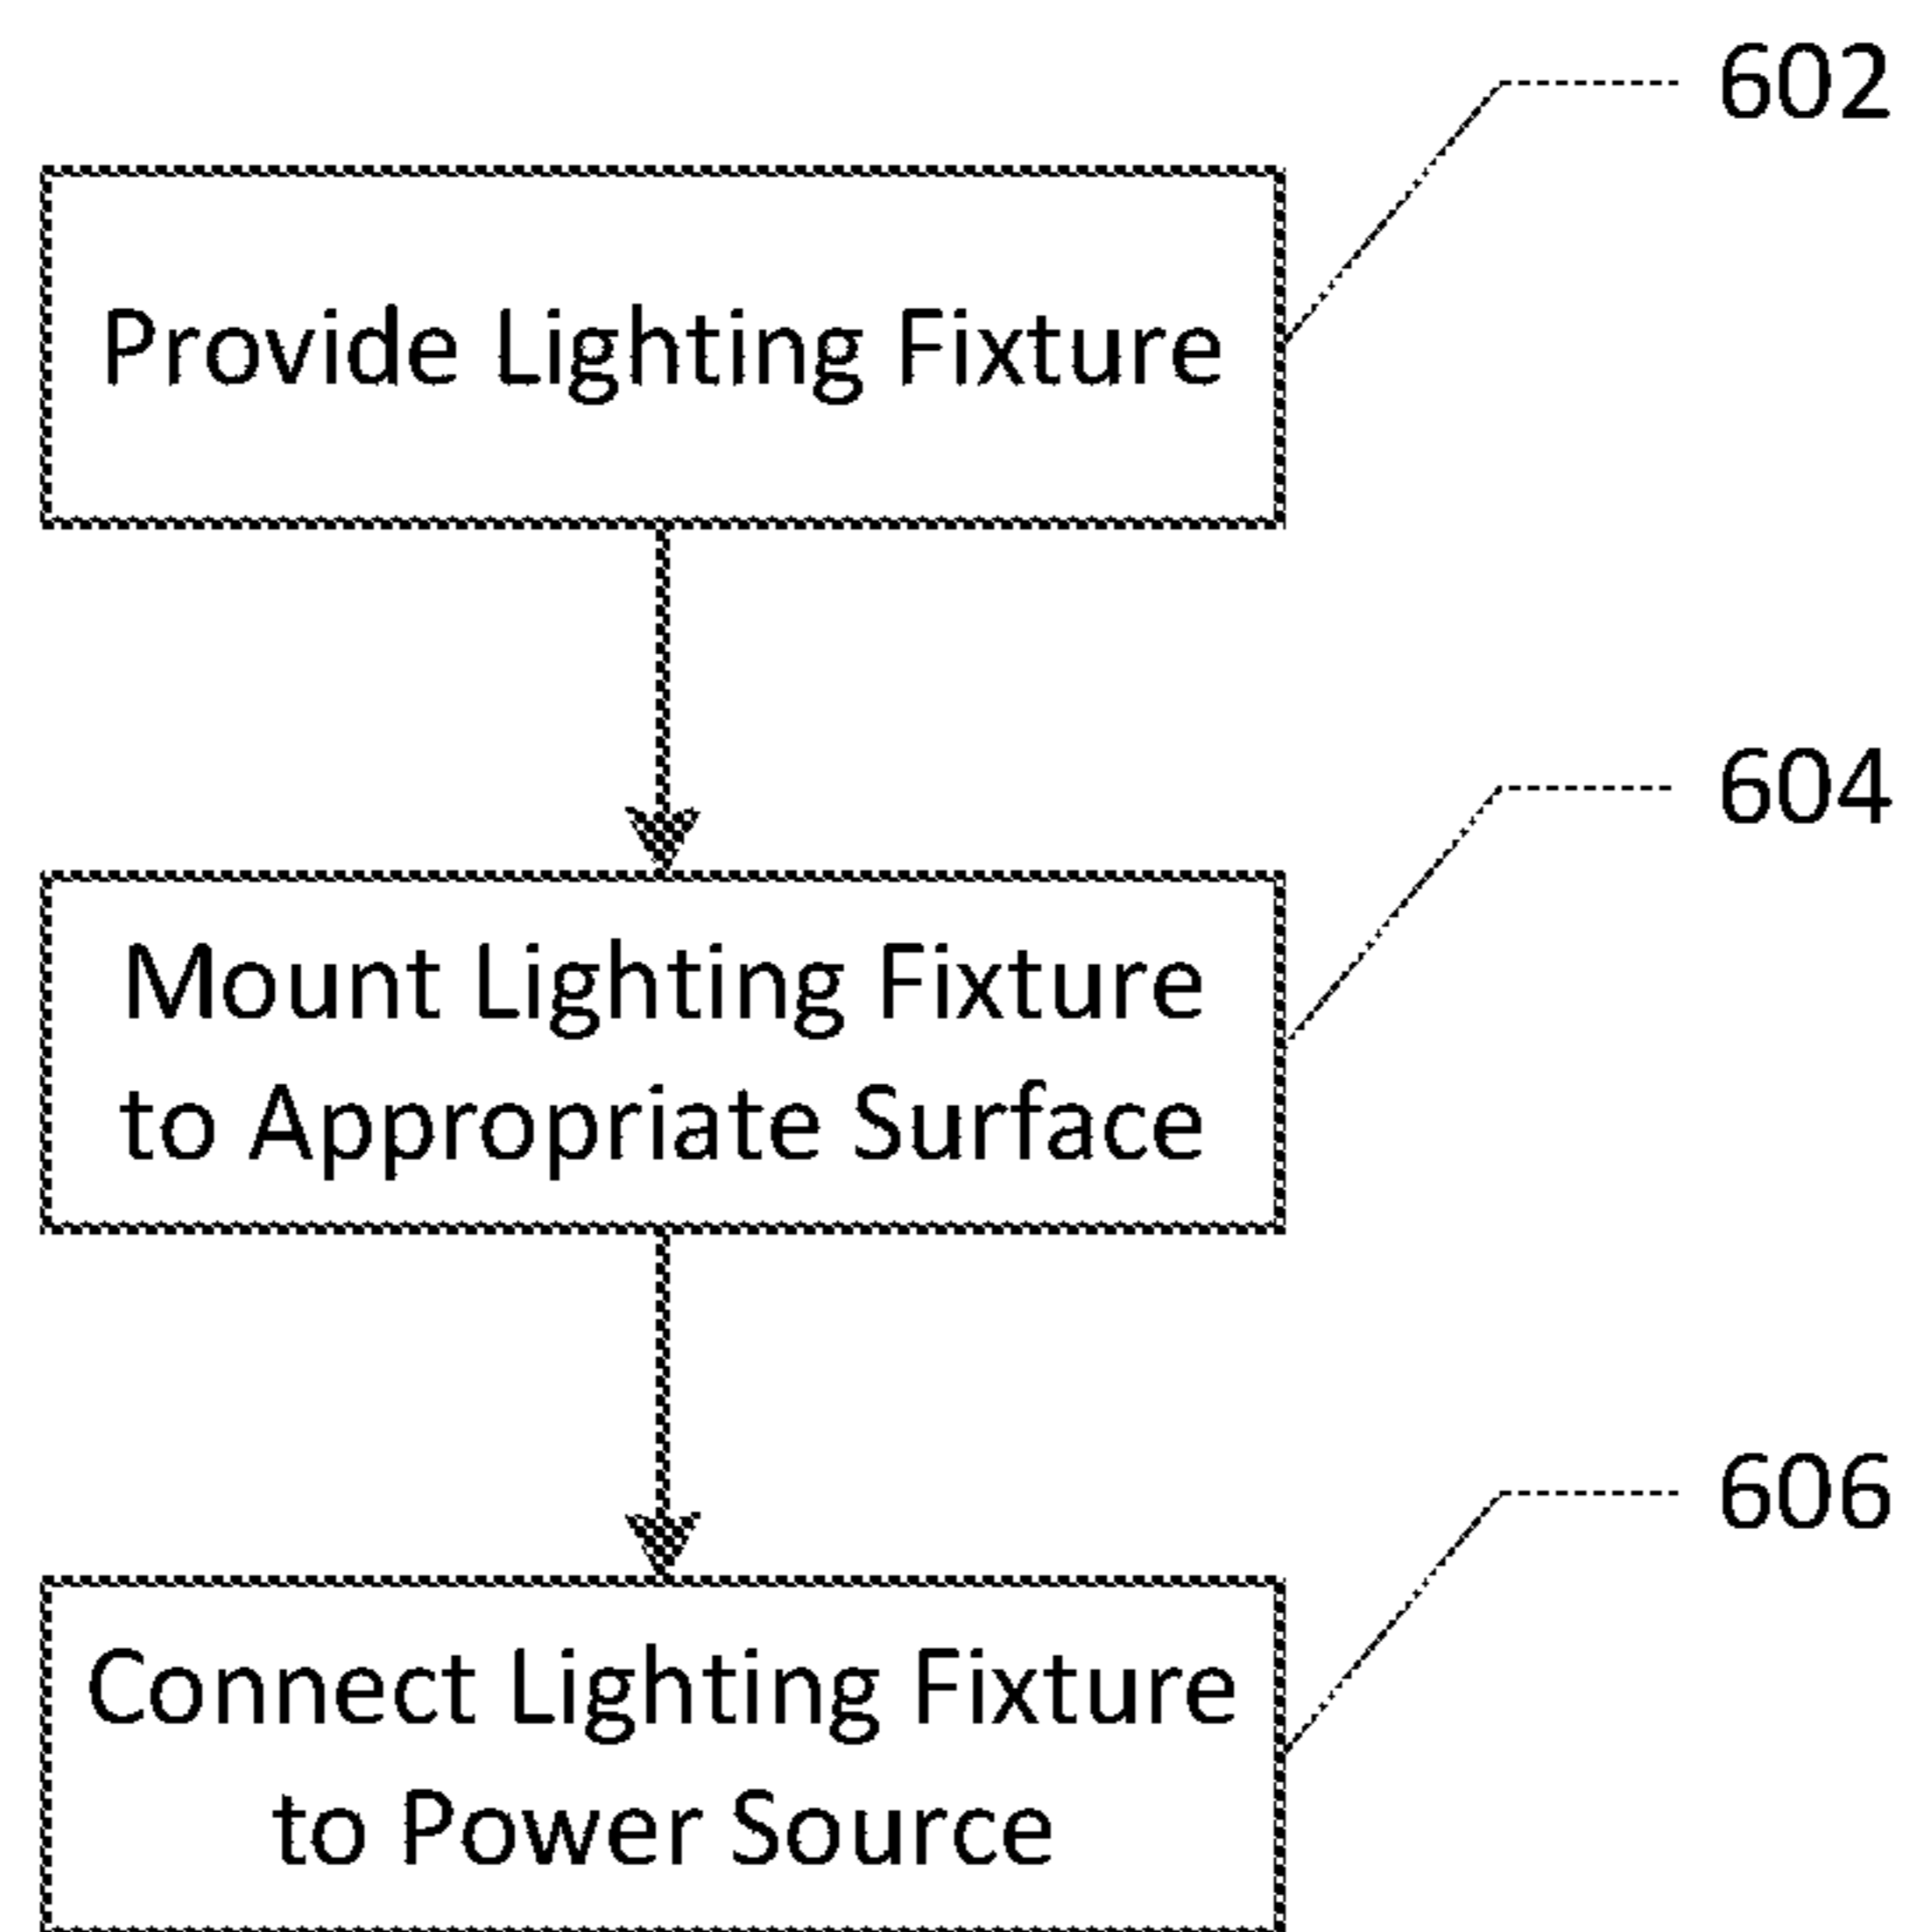 602
Provide Lighting Fixture
604
Mount Lighting Fixture
to Appropriate Surface
606
Connect Lighting Fixture
to Power Source